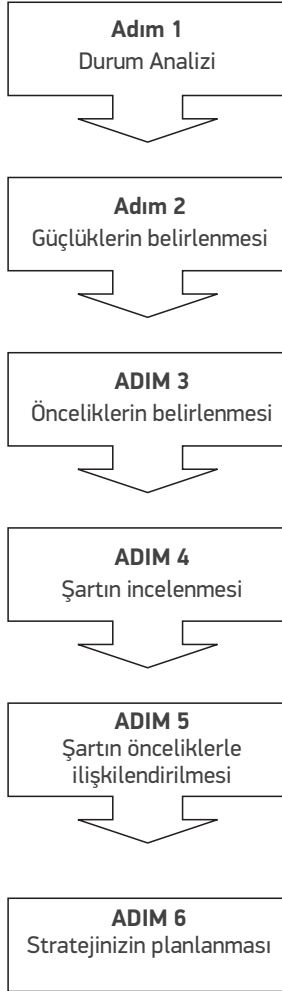 Adım 1
Durum Analizi
Adım 2
Güçlüklerin belirlenmesi
ADIM 3
Önceliklerin belirlenmesi
ADIM 4
Şartın incelenmesi
ADIM 5
Şartın önceliklerle
ilişkilendirilmesi
ADIM 6
Stratejinizin planlanması